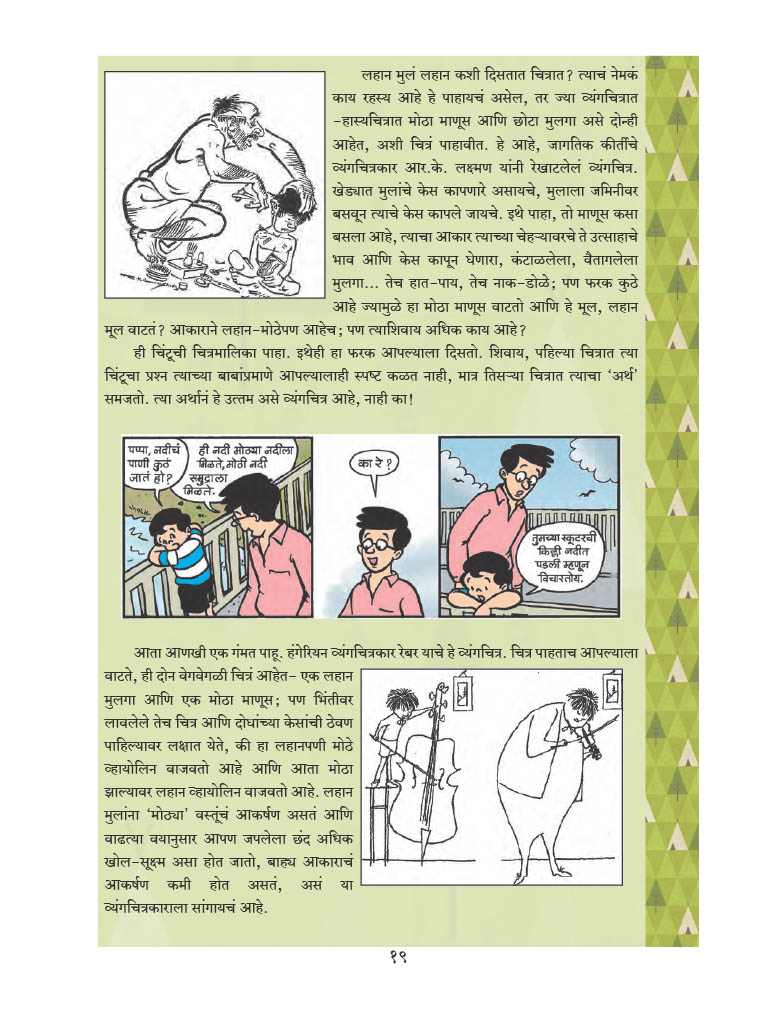 लहान मुलं लहान कशी दिसतात चित्रात? त्याचं नेमकं
काय रहस्य आहे हे पाहायचं असेल, तर ज्या व्यंगचित्रात
-हास्यचित्रात मोठा माणूस आणि छोटा मुलगा असे दोन्ही
आहेत, अशी चित्रं पाहावीत. हे आहे, जागतिक कीर्तीचे
व्यंगचित्रकार आर.के. लक्ष्मण यांनी रेखाटलेलं व्यंगचित्र.
खेड्यात मुलांचे केस कापणारे असायचे, मुलाला जमिनीवर
बसवून त्याचे केस कापले जायचे. इथे पाहा, तो माणूस कसा
बसला आहे, त्याचा आकार त्याच्या चेहऱ्यावरचे ते उत्साहाचे
भाव आणि केस कापून घेणारा, कंटाळलेला, वैतागलेला
मुलगा... तेच हात-पाय, तेच नाक-डोळे; पण फरक कुठे
आहे ज्यामुळे हा मोठा माणूस वाटतो आणि हे मूल, लहान
मूल वाटतं? आकाराने लहान-मोठेपण आहेच; पण त्याशिवाय अधिक काय आहे?
ही चिंटूची चित्रमालिका पाहा. इथेही हा फरक आपल्याला दिसतो. शिवाय, पहिल्या चित्रात त्या
चिंटूचा प्रश्न त्याच्या बाबांप्रमाणे आपल्यालाही स्पष्ट कळत नाही, मात्र तिसऱ्या चित्रात त्याचा ‘अर्थ’
समजतो. त्या अर्थानं हे उत्तम असे व्यंगचित्र आहे, नाही का!
पप्पा, नदीचं
पाणी कुठं
जातं हो?
ही नदी मोठ्या नदीला
मिळते, मोठी नदी
समुद्राला
मिळते.
का रे?
तुमच्या स्कूटरची
किल्ली नदीत
पडली म्हणून
विचारतोय.
आता आणखी एक गंमत पाहू. हंगेरियन व्यंगचित्रकार रेबर याचे हे व्यंगचित्र. चित्र पाहताच आपल्याला
वाटते, ही दोन वेगवेगळी चित्रं आहेत- एक लहान
मुलगा आणि एक मोठा माणूस; पण भिंतीवर
लावलेले तेच चित्र आणि दोघांच्या केसांची ठेवण
पाहिल्यावर लक्षात येते, की हा लहानपणी मोठे
व्हायोलिन वाजवतो आहे आणि आता मोठा
झाल्यावर लहान व्हायोलिन वाजवतो आहे. लहान
मुलांना ‘मोठ्या’ वस्तूंचं आकर्षण असतं आणि
वाढत्या वयानुसार आपण जपलेला छंद अधिक
खोल-सूक्ष्म असा होत जातो, बाह्य आकाराचं
आकर्षण कमी होत असतं, असं या
व्यंगचित्रकाराला सांगायचं आहे.
१९